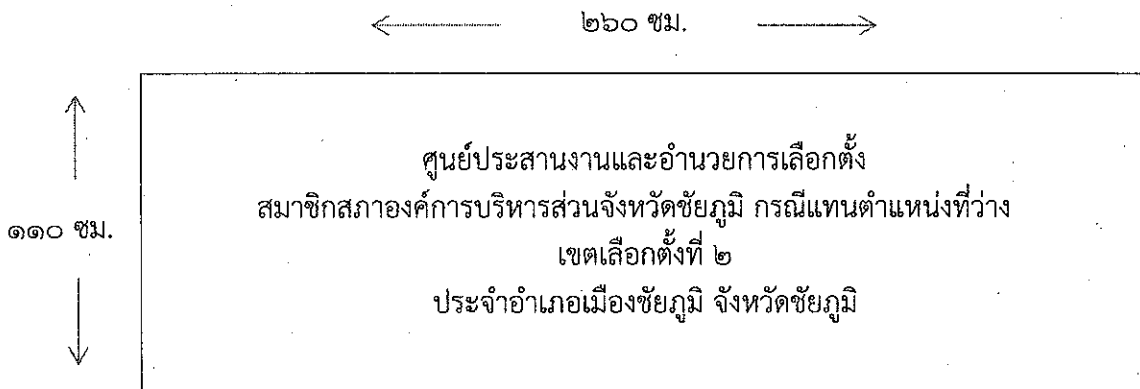 ๒๖๐ ซม.
ศูนย์ประสานงานและอำนวยการเลือกตั้ง
สมาชิกสภาองค์การบริหารส่วนจังหวัดชัยภูมิ กรณีแทนตำแหน่งที่ว่าง
๑๑๐ ซม.
เขตเลือกตั้งที่ ๒
ประจำอำเภอเมืองชัยภูมิ จังหวัดชัยภูมิ